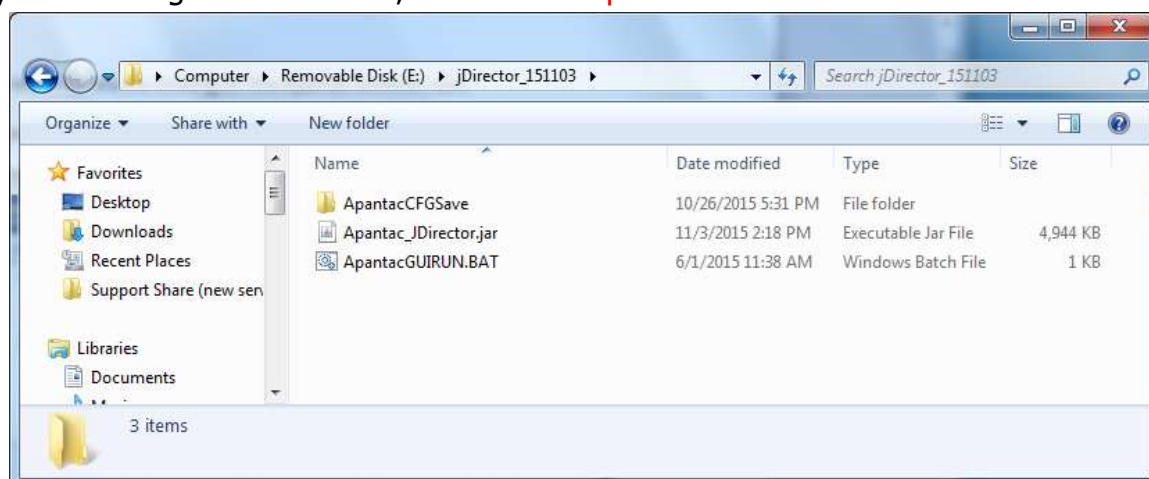 Computer ▸ Removable Disk (E:) ▸ jDirector_151103 ▸ Search jDirector_151103
Organize Share with New folder
Favorites
Desktop
Downloads
Recent Places
Support Share (new serv
Libraries
Documents
Name Date modified Type Size
ApantacCFGSave 10/26/2015 5:31 PM File folder
Apantac_JDirector.jar 11/3/2015 2:18 PM Executable Jar File 4,944 KB
ApantacGUIRUN.BAT 6/1/2015 11:38 AM Windows Batch File 1 KB
3 items